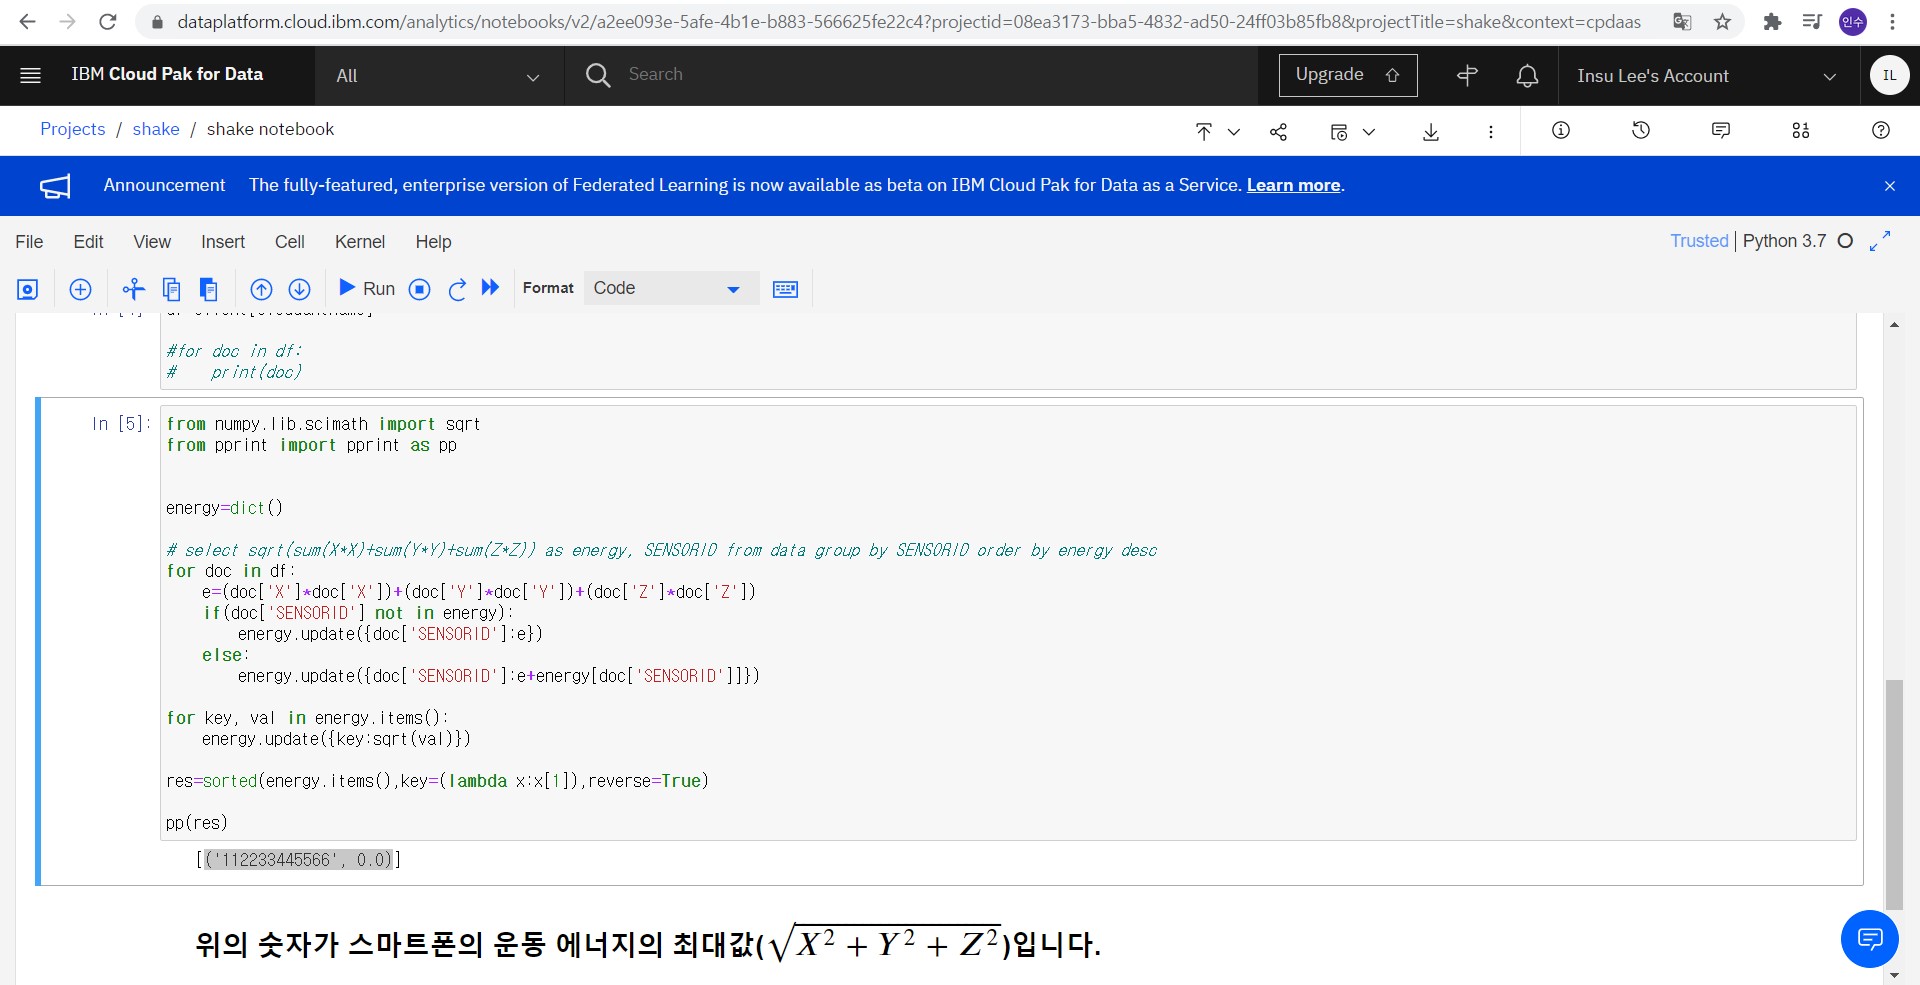 dataplatform.cloud.ibm.com/analytics/notebooks/v2/a2ee093e-5afe-4b1e-b883-566625fe22c4?projectid=08ea3173-bba5-4832-ad50-24ff03b85fb8&projectTitle=shake&context=cpdaas
인수
IBM Cloud Pak for Data
All
Search
Upgrade
Insu Lee's Account
IL
Projects / shake / shake notebook
Announcement The fully-featured, enterprise version of Federated Learning is now available as beta on IBM Cloud Pak for Data as a Service. Learn more.
File Edit View Insert Cell Kernel Help
Trusted | Python 3.7
Run
Format
Code
#for doc in df:
#    print(doc)
In [5]:
from numpy.lib.scimath import sqrt
from pprint import pprint as pp
energy=dict()
# select sqrt(sum(X*X)+sum(Y*Y)+sum(Z*Z)) as energy, SENSORID from data group by SENSORID order by energy desc
for doc in df:
    e=(doc['X']*doc['X'])+(doc['Y']*doc['Y'])+(doc['Z']*doc['Z'])
    if(doc['SENSORID'] not in energy):
        energy.update({doc['SENSORID']:e})
    else:
        energy.update({doc['SENSORID']:e+energy[doc['SENSORID']]})
for key, val in energy.items():
    energy.update({key:sqrt(val)})
res=sorted(energy.items(),key=(lambda x:x[1]),reverse=True)
pp(res)
[('112233445566', 0.0)]
위의 숫자가 스마트폰의 운동 에너지의 최대값(√X² + Y² + Z²)입니다.